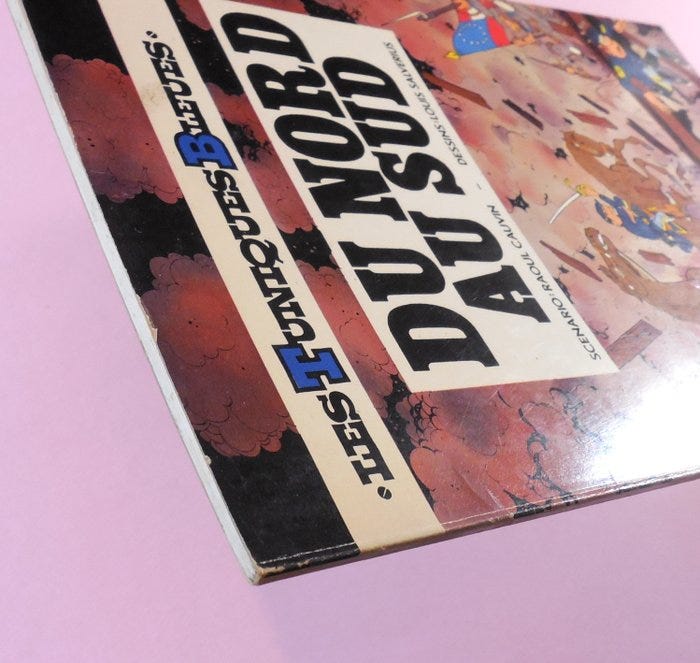 • LES TUNIQUES BLEUES •
DU NORD
AU SUD
SCENARIO: RAOUL CAUVIN – DESSINS: LOUIS SALVERIUS